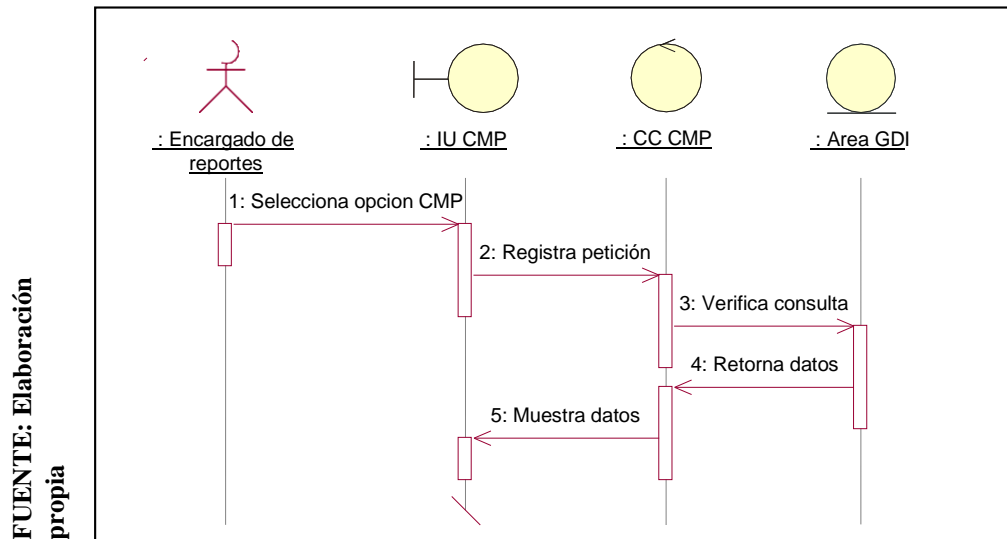 : Encargado de
reportes
: IU CMP
: CC CMP
: Area GDI
1: Selecciona opcion CMP
2: Registra petición
3: Verifica consulta
4: Retorna datos
5: Muestra datos
FUENTE: Elaboración
propia